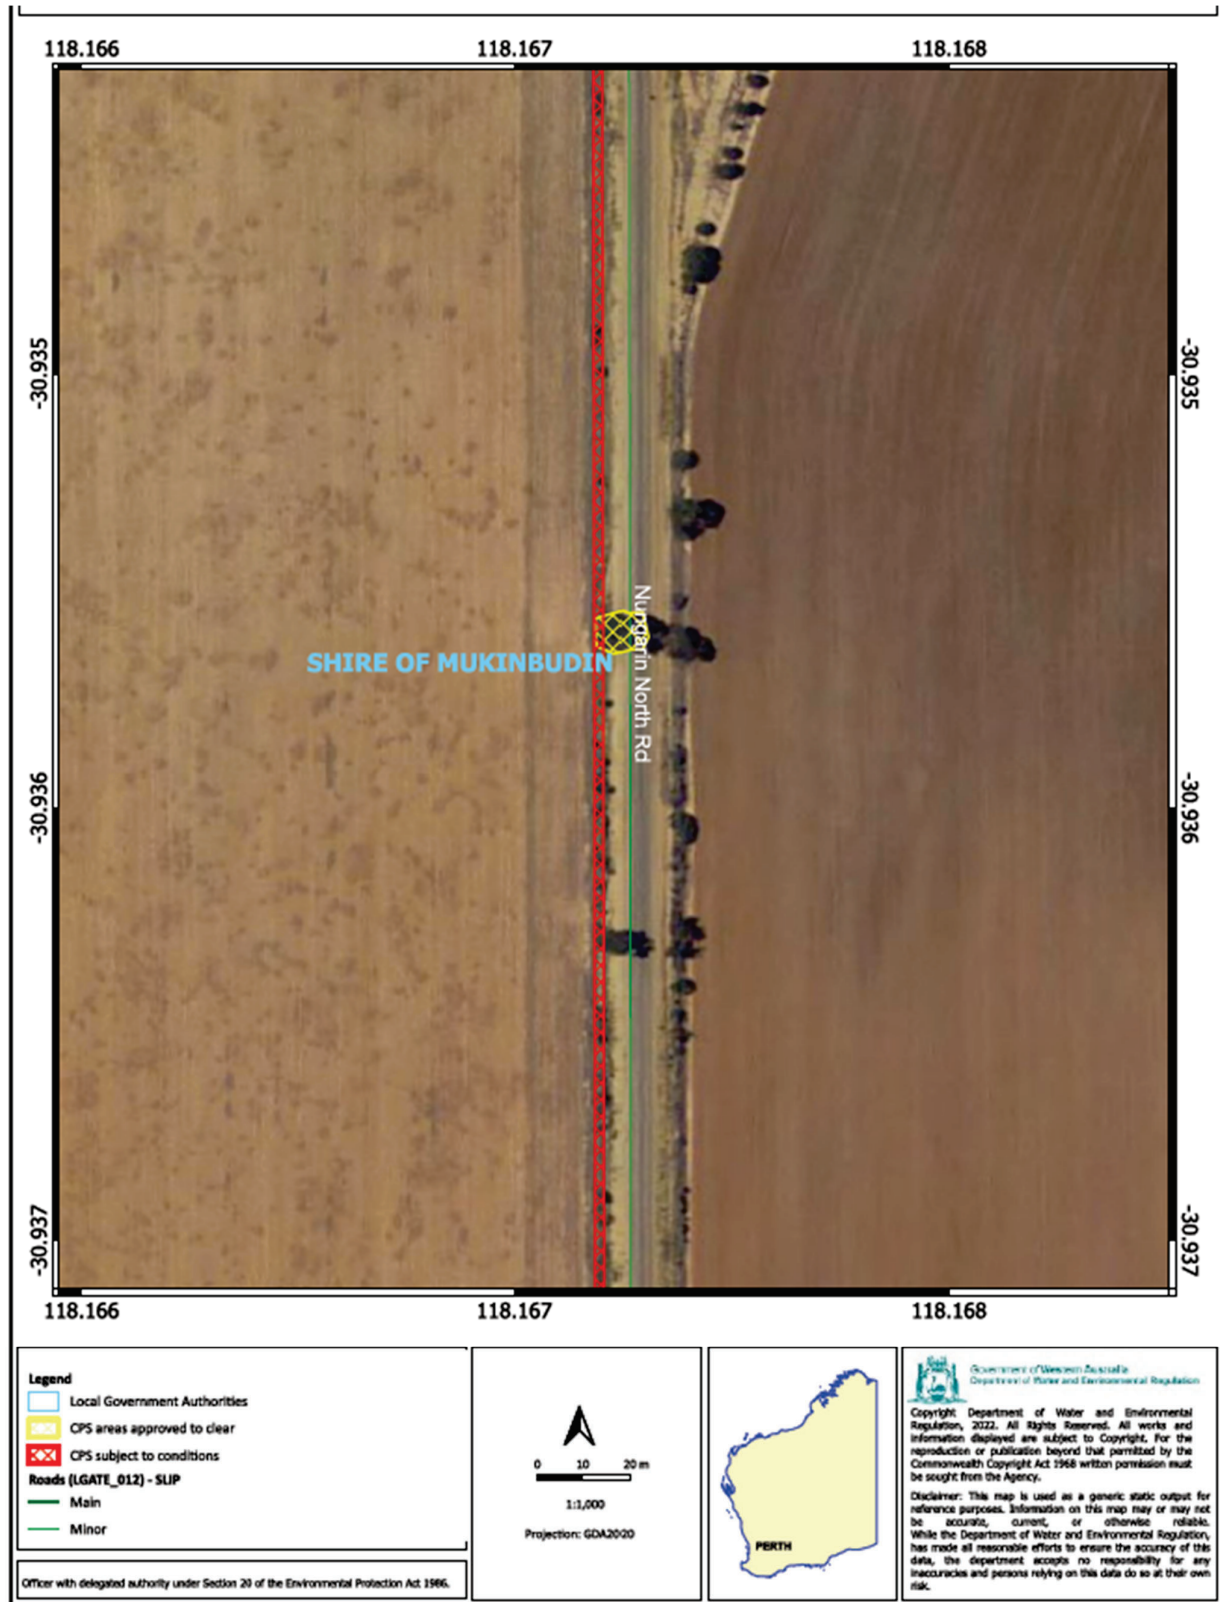 118.166 118.167 118.168
-30.935 -30.935
Nungarin North Rd
SHIRE OF MUKINBUDIN
-30.936 -30.936
-30.937 -30.937
118.166 118.167 118.168
Legend
Local Government Authorities
CPS areas approved to clear
CPS subject to conditions
Roads (LGATE_012) - SLIP
Main
Minor
Officer with delegated authority under Section 20 of the Environmental Protection Act 1986.
0 10 20 m
1:1,000
Projection: GDA2020
PERTH
Government of Western Australia
Department of Water and Environmental Regulation
Copyright Department of Water and Environmental
Regulation, 2022. All Rights Reserved. All works and
information displayed are subject to Copyright. For the
reproduction or publication beyond that permitted by the
Commonwealth Copyright Act 1968 written permission must
be sought from the Agency.
Disclaimer: This map is used as a generic static output for
reference purposes. Information on this map may or may not
be accurate, current, or otherwise reliable.
While the Department of Water and Environmental Regulation,
has made all reasonable efforts to ensure the accuracy of this
data, the department accepts no responsibility for any
inaccuracies and persons relying on this data do so at their own
risk.